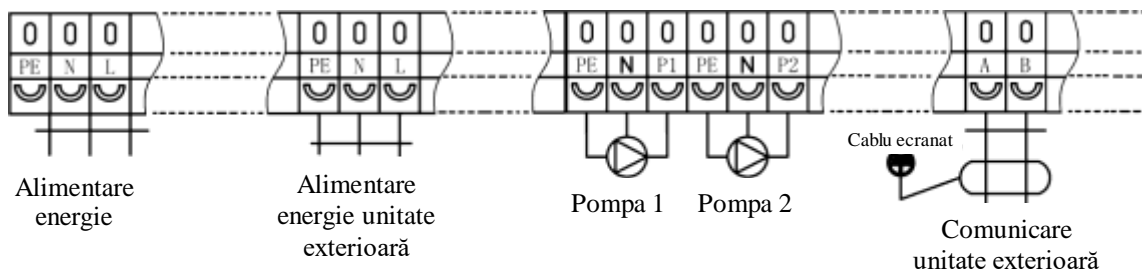 0 0 0 0 0 0 0 0 0 0 0 0 0 0
PE N L PE N L PE N P1 PE N P2 A B
Cablu ecranat
Alimentare
energie
Alimentare
energie unitate
exterioară
Pompa 1 Pompa 2
Comunicare
unitate exterioară